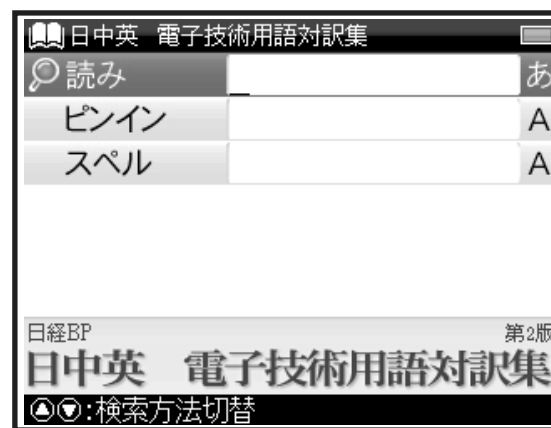 日中英 電子技術用語対訳集
読み あ
ピンイン A
スペル A
日経BP 第2版
日中英 電子技術用語対訳集
▲▼:検索方法切替